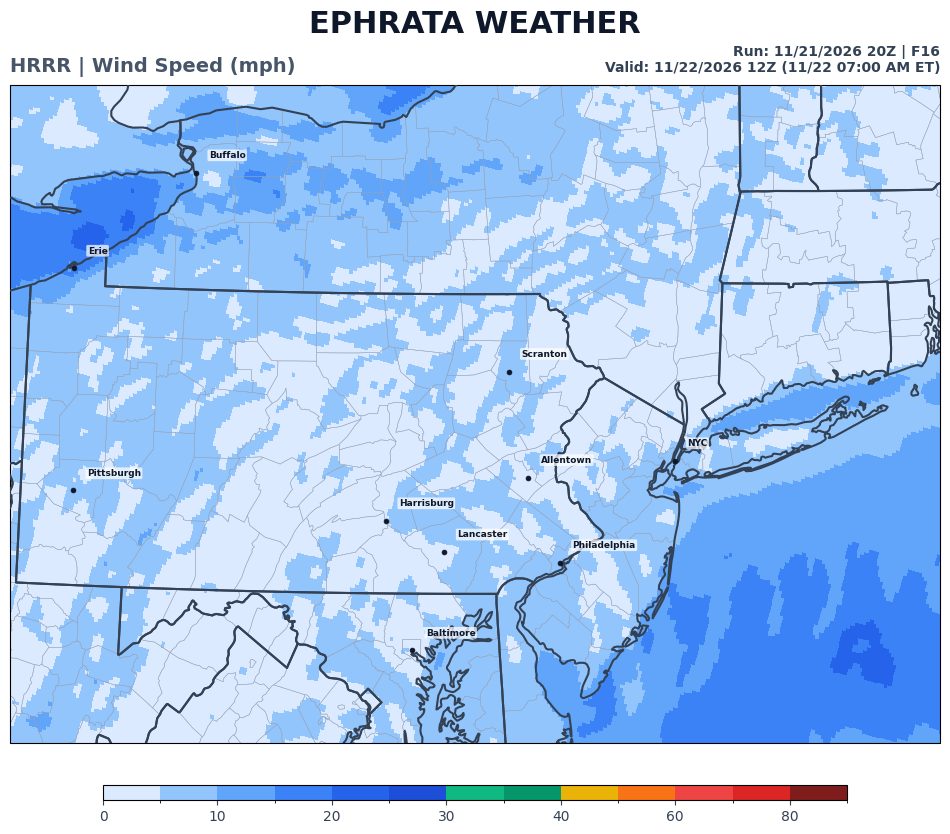 EPHRATA WEATHER
HRRR | Wind Speed (mph)
Run: 11/21/2026 20Z | F16
Valid: 11/22/2026 12Z (11/22 07:00 AM ET)
Buffalo
Erie
Scranton
NYC
Allentown
Pittsburgh
Harrisburg
Lancaster
Philadelphia
Baltimore
0 10 20 30 40 50 60 70 80